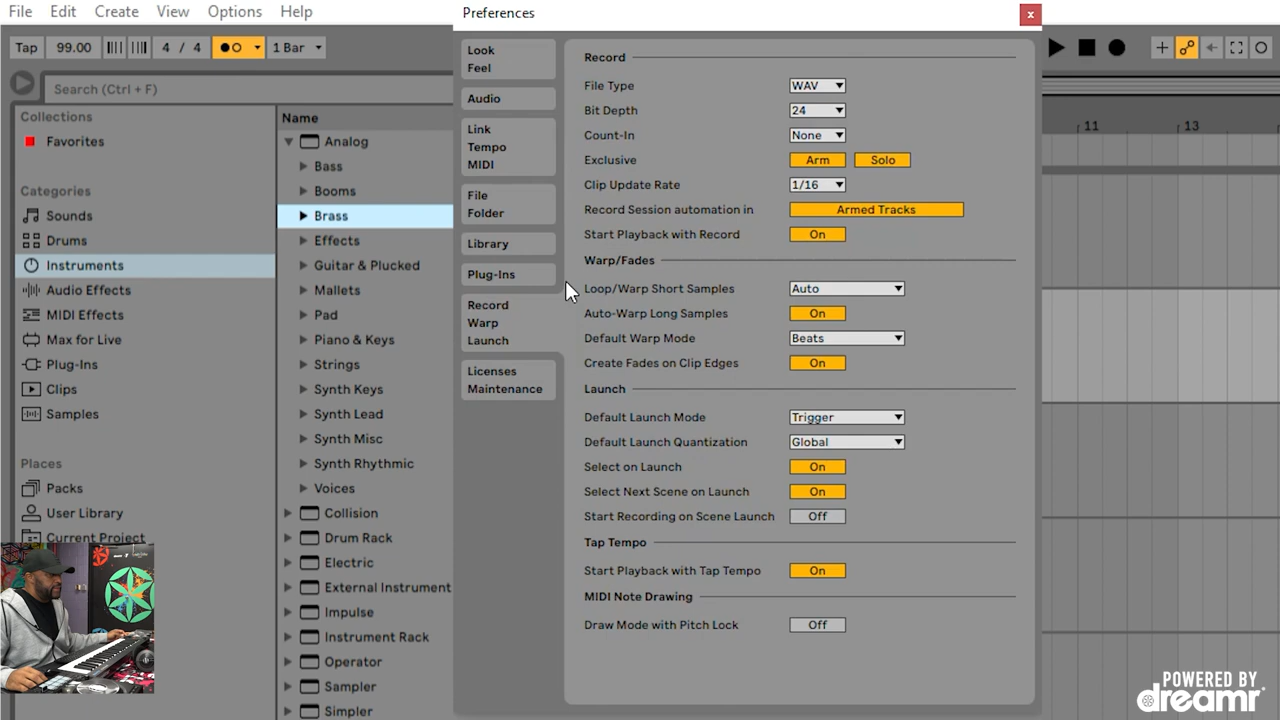 File Edit Create View Options Help
Preferences
x
Tap 99.00 4 / 4 1 Bar
Search (Ctrl + F)
Collections
Favorites
Categories
Sounds
Drums
Instruments
Audio Effects
MIDI Effects
Max for Live
Plug-Ins
Clips
Samples
Places
Packs
User Library
Current Project
Name
Analog
Bass
Booms
Brass
Effects
Guitar & Plucked
Mallets
Pad
Piano & Keys
Strings
Synth Keys
Synth Lead
Synth Misc
Synth Rhythmic
Voices
Collision
Drum Rack
Electric
External Instrument
Impulse
Instrument Rack
Operator
Sampler
Simpler
Look
Feel
Audio
Link
Tempo
MIDI
File
Folder
Library
Plug-Ins
Record
Warp
Launch
Licenses
Maintenance
Record
File Type WAV
Bit Depth 24
Count-In None
Exclusive Arm Solo
Clip Update Rate 1/16
Record Session automation in Armed Tracks
Start Playback with Record On
Warp/Fades
Loop/Warp Short Samples Auto
Auto-Warp Long Samples On
Default Warp Mode Beats
Create Fades on Clip Edges On
Launch
Default Launch Mode Trigger
Default Launch Quantization Global
Select on Launch On
Select Next Scene on Launch On
Start Recording on Scene Launch Off
Tap Tempo
Start Playback with Tap Tempo On
MIDI Note Drawing
Draw Mode with Pitch Lock Off
11 13
POWERED BY
dreamr